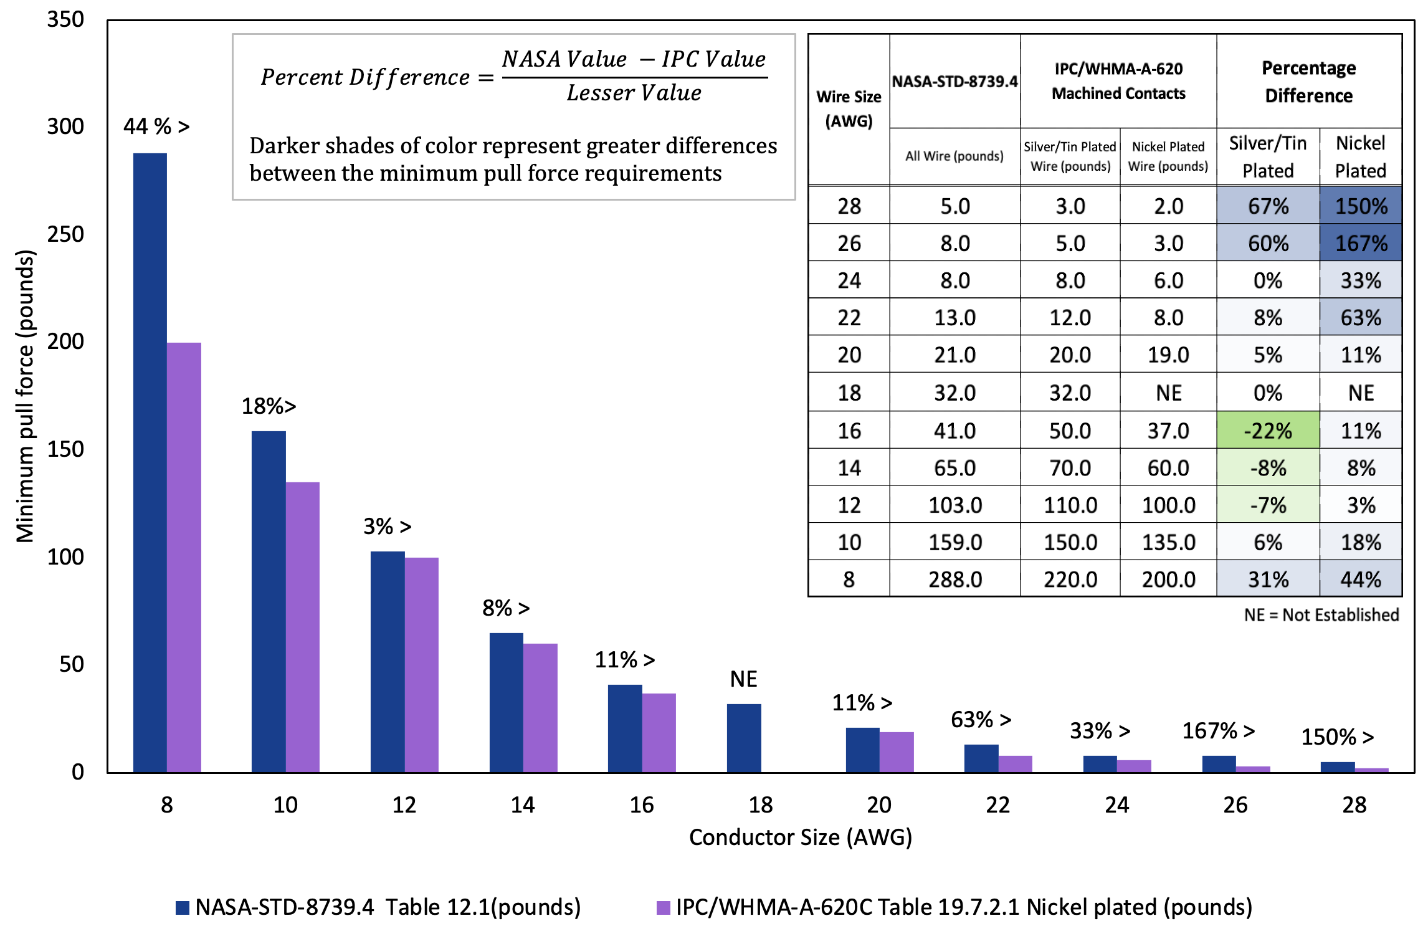 350
300
250
200
150
100
50
0
Minimum pull force (pounds)
Percent Difference = NASA Value − IPC Value
Lesser Value
Darker shades of color represent greater differences
between the minimum pull force requirements
44 % >
18%>
3% >
8% >
11% >
NE
11% >
63% >
33% >
167% >
150% >
8 10 12 14 16 18 20 22 24 26 28
Conductor Size (AWG)
NASA-STD-8739.4 Table 12.1(pounds) IPC/WHMA-A-620C Table 19.7.2.1 Nickel plated (pounds)
Wire Size
(AWG)
NASA-STD-8739.4
IPC/WHMA-A-620
Machined Contacts
Percentage
Difference
All Wire (pounds)
Silver/Tin Plated
Wire (pounds)
Nickel Plated
Wire (pounds)
Silver/Tin
Plated
Nickel
Plated
28 5.0 3.0 2.0 67% 150%
26 8.0 5.0 3.0 60% 167%
24 8.0 8.0 6.0 0% 33%
22 13.0 12.0 8.0 8% 63%
20 21.0 20.0 19.0 5% 11%
18 32.0 32.0 NE 0% NE
16 41.0 50.0 37.0 -22% 11%
14 65.0 70.0 60.0 -8% 8%
12 103.0 110.0 100.0 -7% 3%
10 159.0 150.0 135.0 6% 18%
8 288.0 220.0 200.0 31% 44%
NE = Not Established